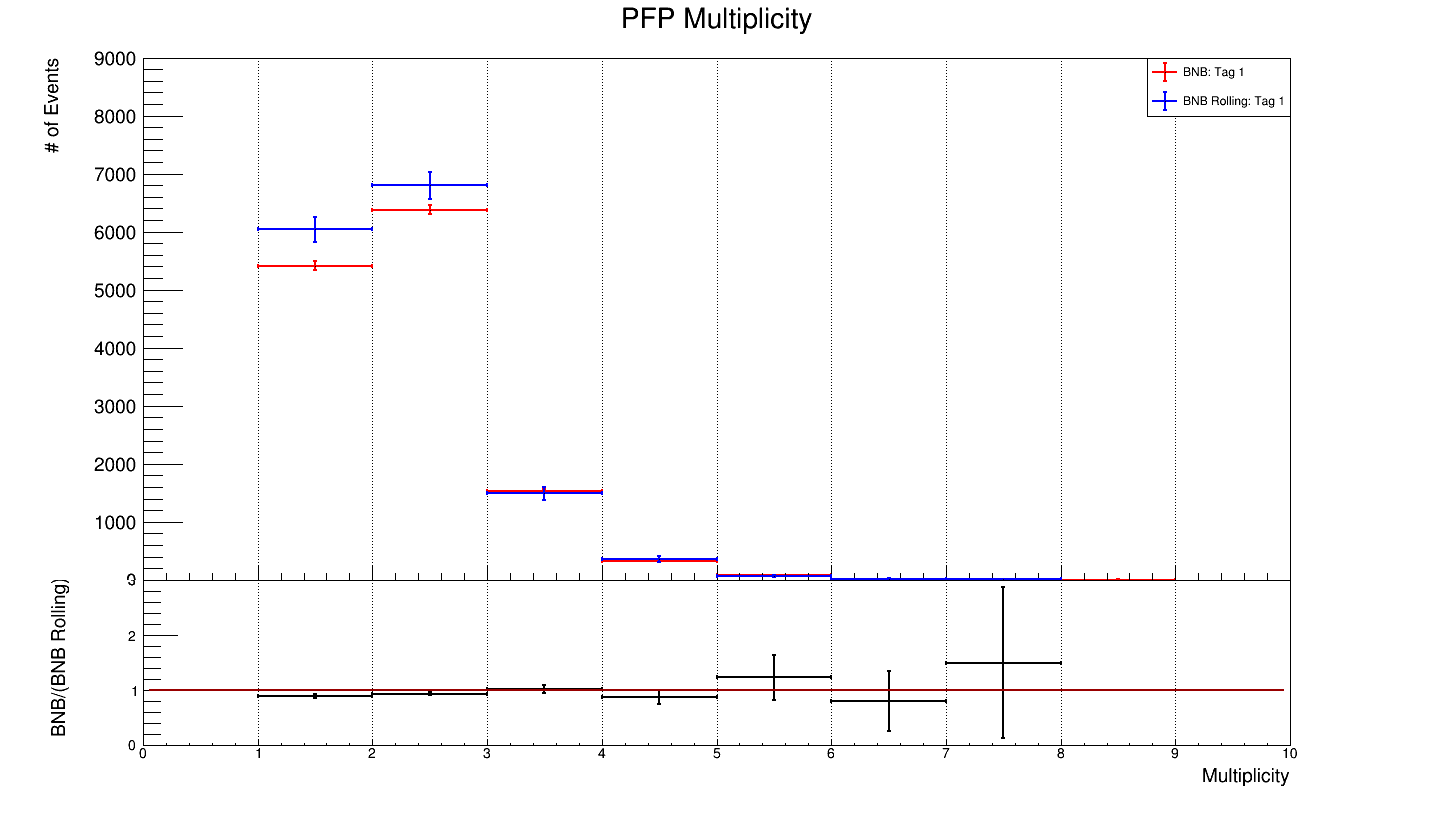 PFP Multiplicity
# of Events
9000
8000
7000
6000
5000
4000
3000
2000
1000
BNB: Tag 1
BNB Rolling: Tag 1
BNB/(BNB Rolling)
3
2
1
0
0 1 2 3 4 5 6 7 8 9 10
Multiplicity